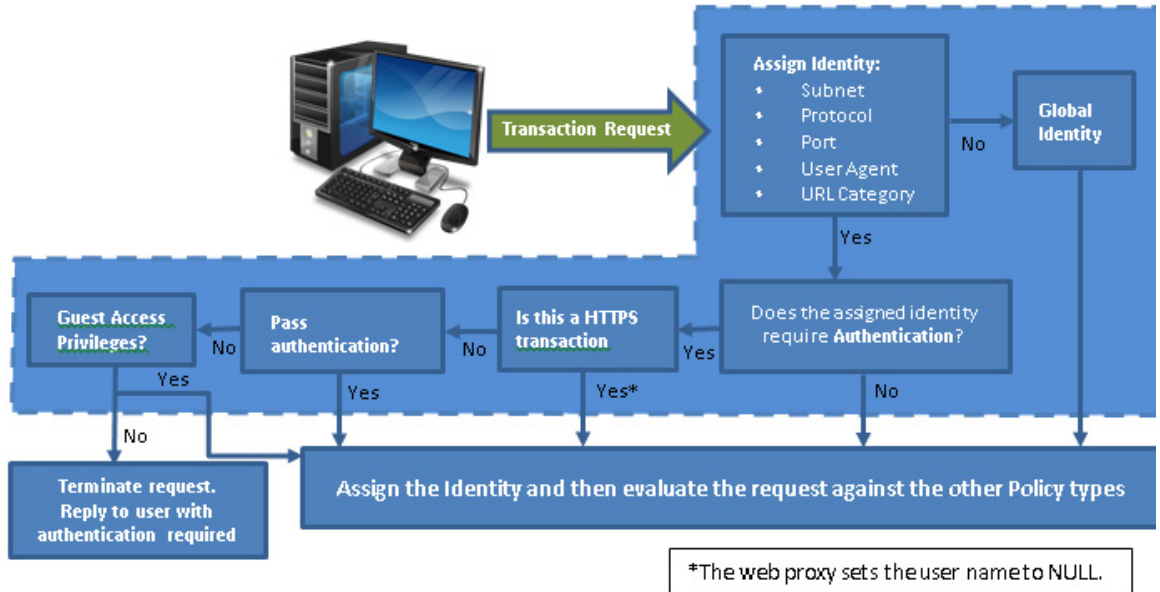 Transaction Request
Assign Identity:
• Subnet
• Protocol
• Port
• User Agent
• URL Category
No
Global
Identity
Yes
Does the assigned identity
require Authentication?
Yes
No
Is this a HTTPS
transaction
No
Yes*
Pass
authentication?
No
Yes
Guest Access
Privileges?
Yes
No
Terminate request.
Reply to user with
authentication required
Assign the Identity and then evaluate the request against the other Policy types
*The web proxy sets the user name to NULL.